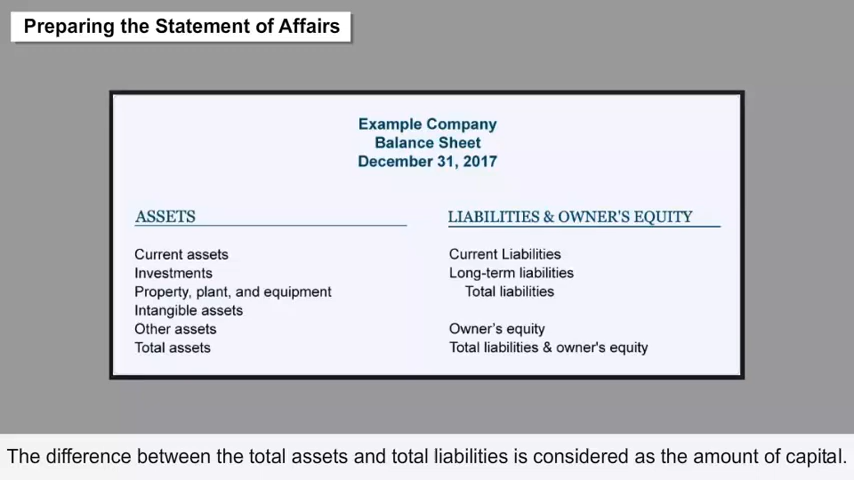 Preparing the Statement of Affairs
Example Company
Balance Sheet
December 31, 2017
ASSETS
Current assets
Investments
Property, plant, and equipment
Intangible assets
Other assets
Total assets
LIABILITIES & OWNER'S EQUITY
Current Liabilities
Long-term liabilities
Total liabilities
Owner’s equity
Total liabilities & owner's equity
The difference between the total assets and total liabilities is considered as the amount of capital.